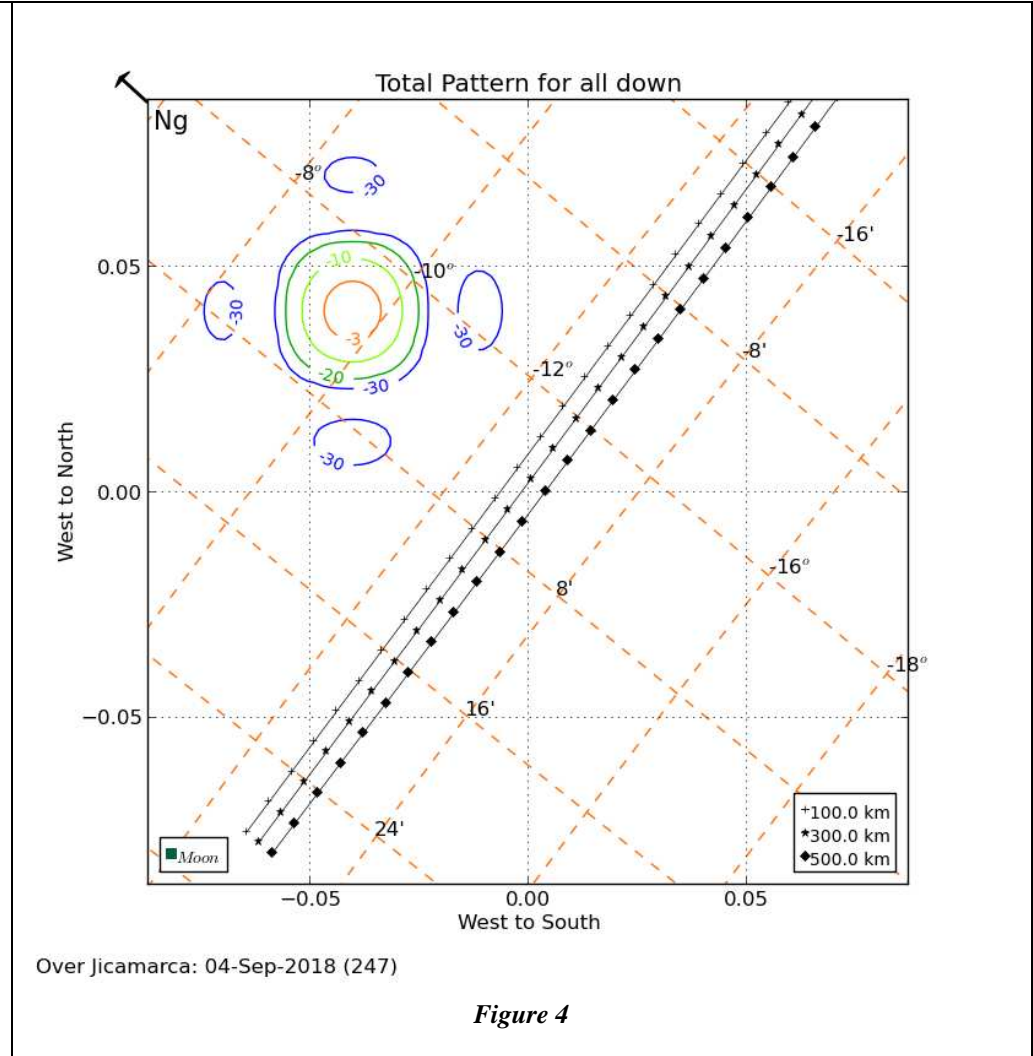 Total Pattern for all down
Ng
-8°
-30
-10
-10°
-16'
0.05
-30
-30
-3
-8'
-20
-30
-12°
West to North
-30
0.00
-16°
8'
-18°
−0.05
16'
24'
100.0 km
300.0 km
500.0 km
Moon
−0.05
0.00
0.05
West to South
Over Jicamarca: 04-Sep-2018 (247)
Figure 4